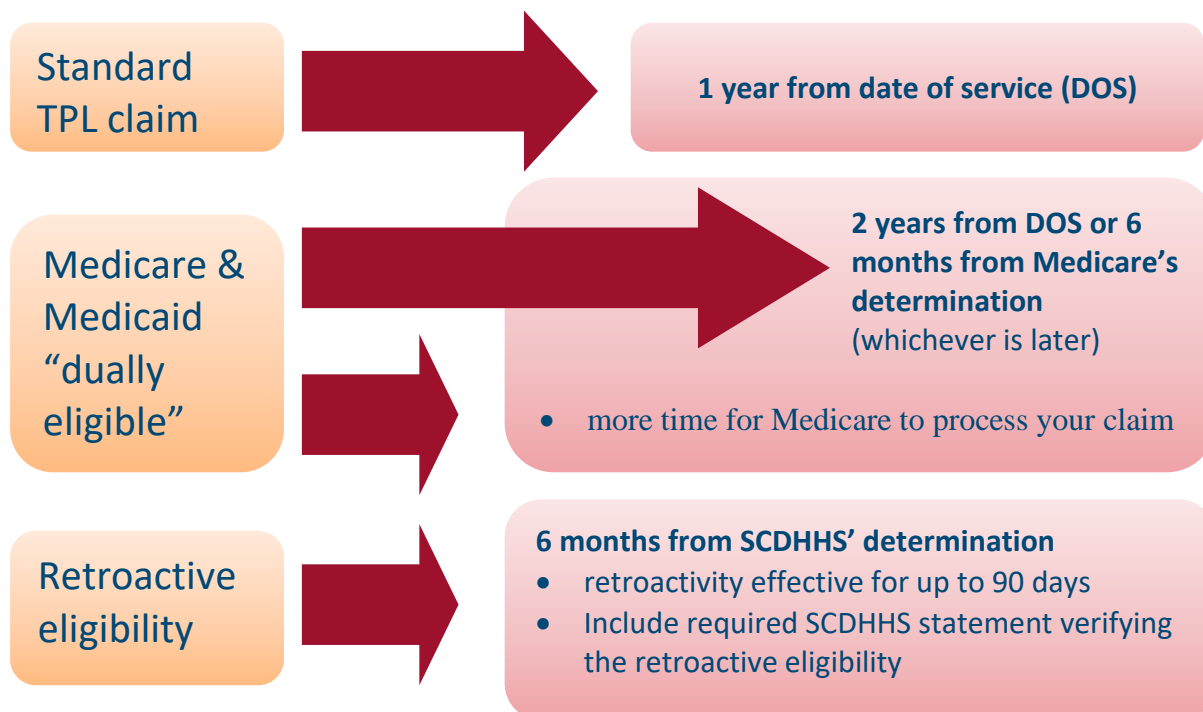 Standard
TPL claim
1 year from date of service (DOS)
Medicare &
Medicaid
“dually
eligible”
2 years from DOS or 6
months from Medicare’s
determination
(whichever is later)
• more time for Medicare to process your claim
Retroactive
eligibility
6 months from SCDHHS’ determination
• retroactivity effective for up to 90 days
• Include required SCDHHS statement verifying
the retroactive eligibility